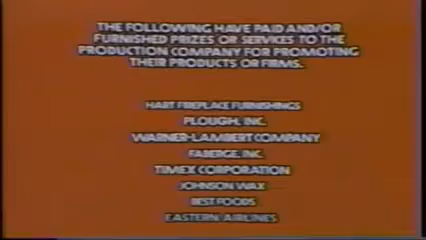 THE FOLLOWING HAVE PAID AND/OR
FURNISHED PRIZES OR SERVICES TO THE
PRODUCTION COMPANY FOR PROMOTING
THEIR PRODUCTS OR FIRMS.
HART FIREPLACE FURNISHINGS
PLOUGH, INC.
WARNER-LAMBERT COMPANY
FABERGE, INC.
TIMEX CORPORATION
JOHNSON WAX
BEST FOODS
EASTERN AIRLINES